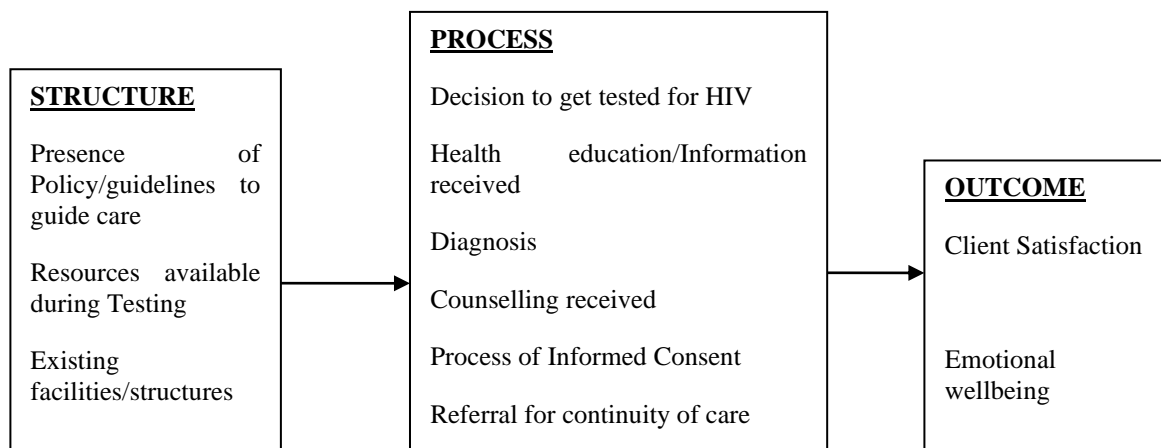 STRUCTURE
Presence of
Policy/guidelines to
guide care
Resources available
during Testing
Existing
facilities/structures
PROCESS
Decision to get tested for HIV
Health education/Information
received
Diagnosis
Counselling received
Process of Informed Consent
Referral for continuity of care
OUTCOME
Client Satisfaction
Emotional
wellbeing